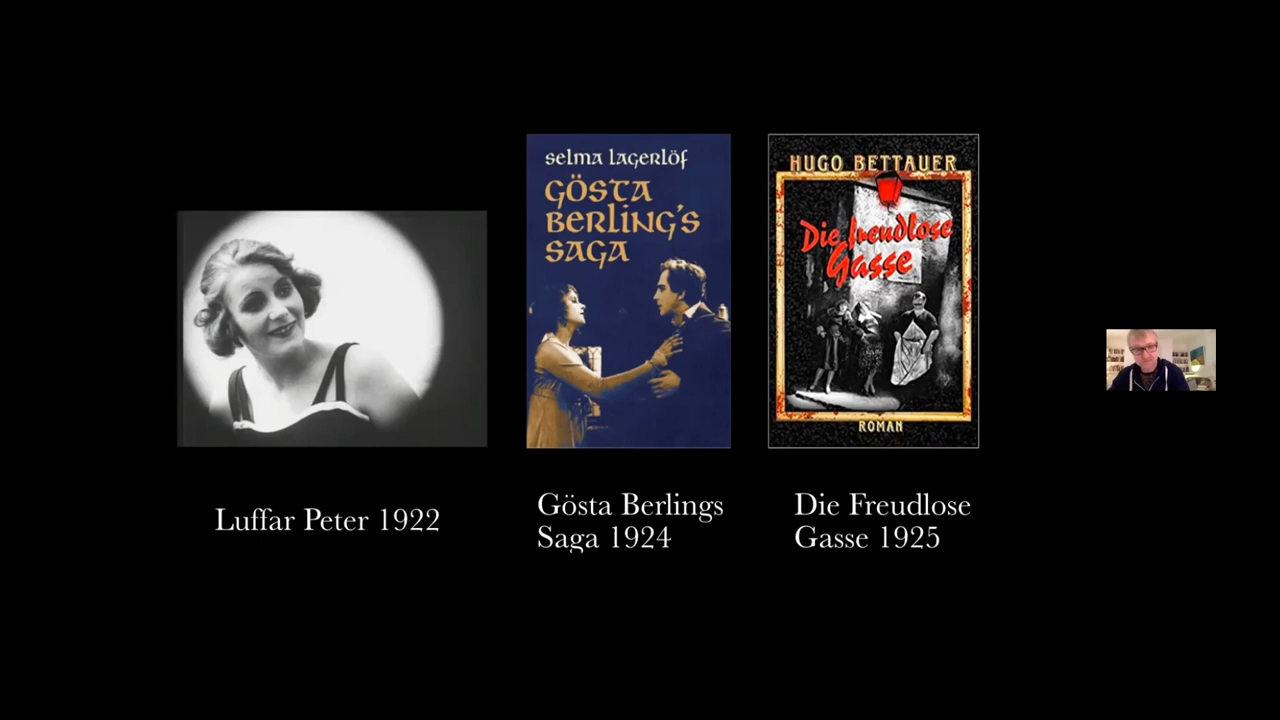 Selma Lagerlöf
GÖSTA
BERLING'S
SAGA
HUGO BETTAUER
Die freudlose
Gasse
ROMAN
Luffar Peter 1922
Gösta Berlings
Saga 1924
Die Freudlose
Gasse 1925